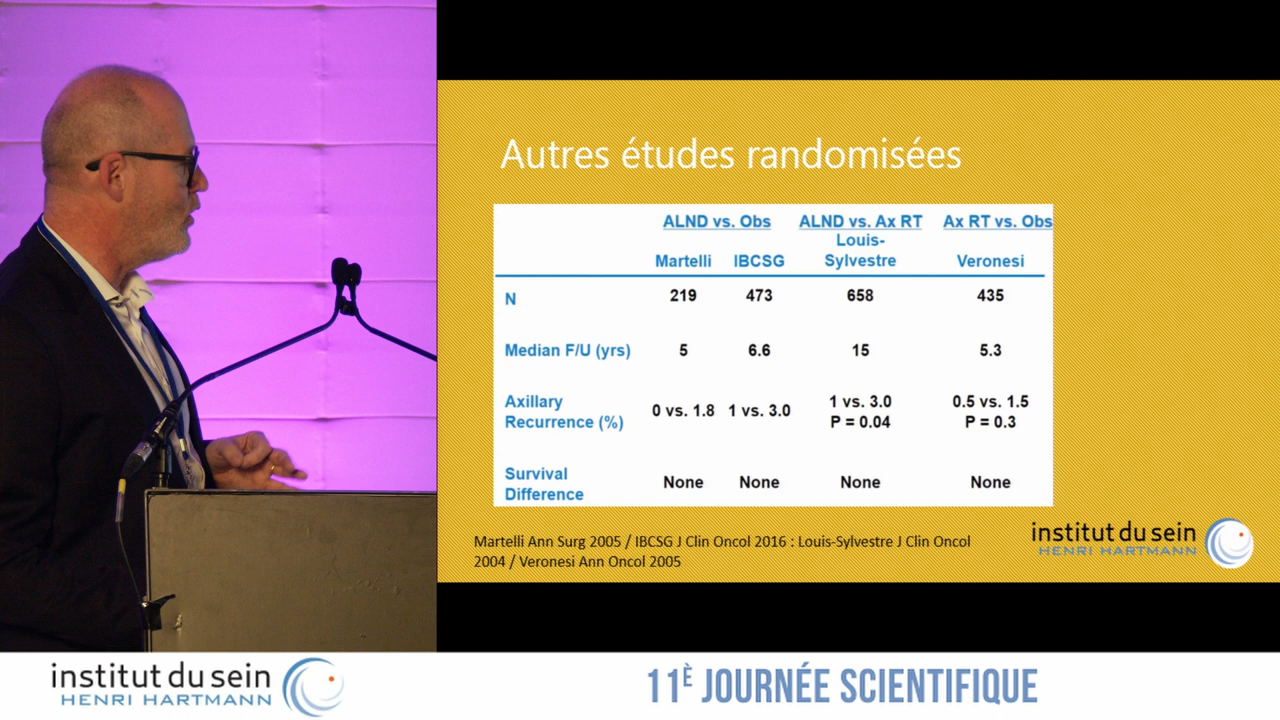 Autres études randomisées
ALND vs. Obs ALND vs. Ax RT Ax RT vs. Obs
Louis-
Martelli IBCSG Sylvestre Veronesi
N 219 473 658 435
Median F/U (yrs) 5 6.6 15 5.3
Axillary 1 vs. 3.0 0.5 vs. 1.5
0 vs. 1.8 1 vs. 3.0
Recurrence (%) P = 0.04 P = 0.3
Survival
None None None None
Difference
Martelli Ann Surg 2005 / IBCSG J Clin Oncol 2016 : Louis-Sylvestre J Clin Oncol
2004 / Veronesi Ann Oncol 2005
institut du sein
HENRI HARTMANN
institut du sein
HENRI HARTMANN
11È JOURNÉE SCIENTIFIQUE